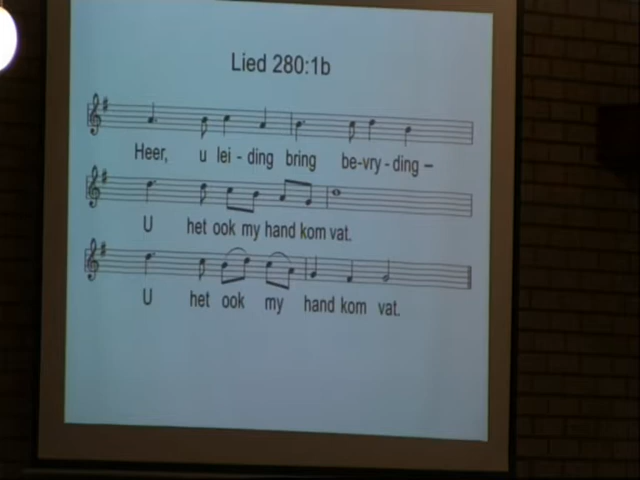 Lied 280:1b
Heer, u lei - ding bring be-vry - ding –
U het ook my hand kom vat.
U het ook my hand kom vat.